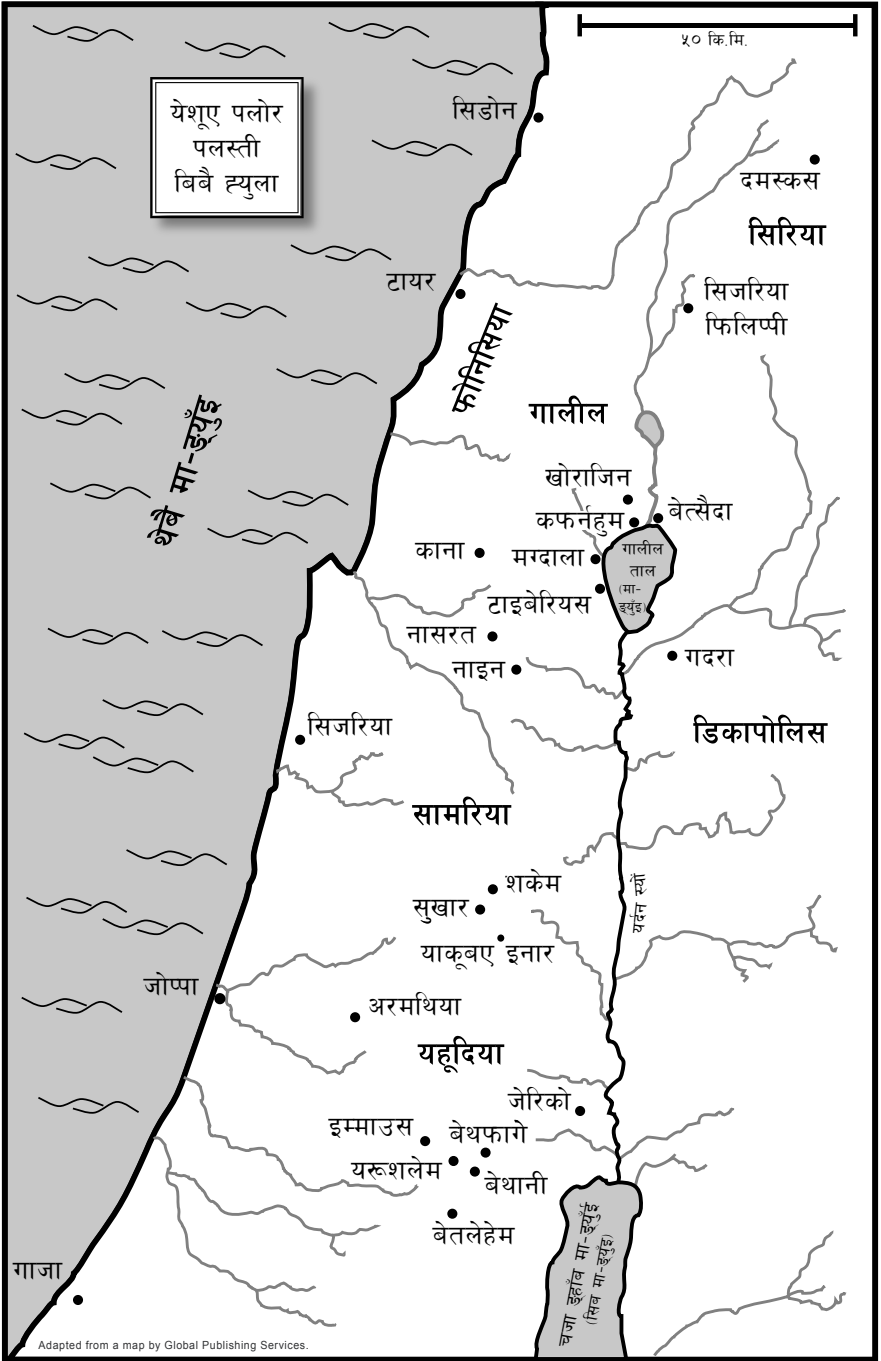 ५० कि.मि.
येशूए पलोर
पलस्ती
बिबै ह्युला
सिडोन
दमस्कस
सिरिया
टायर
सिजरिया
फिलिप्पी
फोनिसिया
गालील
थेबै मा-ङ्युँइ
खोराजिन
कफर्नहुम
बेत्सैदा
काना
मग्दाला
गालील
ताल
(मा-
ङ्युँइ)
टाइबेरियस
नासरत
गदरा
नाइन
सिजरिया
डिकापोलिस
सामरिया
शकेम
सुखार
यर्दन स्यों
याकूबए इनार
जोप्पा
अरमथिया
यहूदिया
जेरिको
इम्माउस
बेथफागे
यरूशलेम
बेथानी
बेतलेहेम
चजा ङ्हाँब मा-ङ्युँइ
(सिब मा-ङ्युँइ)
गाजा
Adapted from a map by Global Publishing Services.